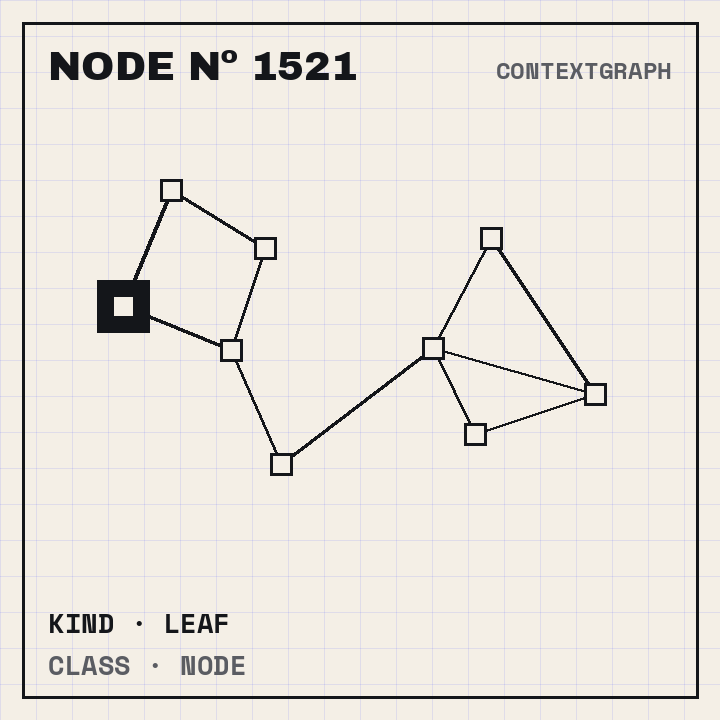 NODE Nº 1521
CONTEXTGRAPH
KIND · LEAF
CLASS · NODE